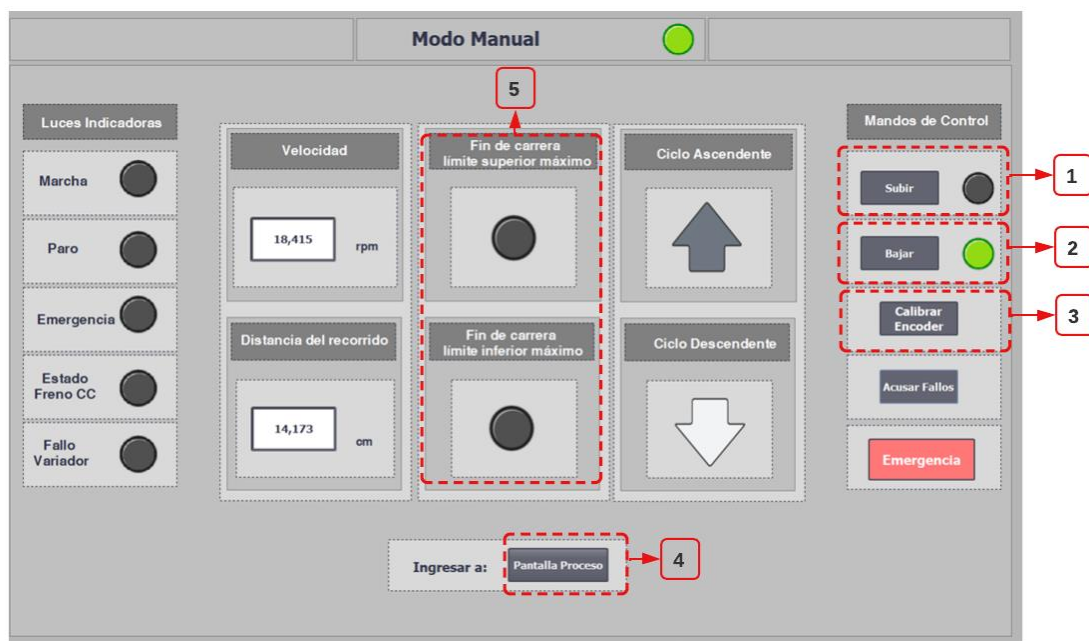 Modo Manual
5
Luces Indicadoras
Marcha
Paro
Emergencia
Estado
Freno CC
Fallo
Variador
Velocidad
18,415 rpm
Distancia del recorrido
14,173 cm
Fin de carrera
límite superior máximo
Fin de carrera
límite inferior máximo
Ciclo Ascendente
Ciclo Descendente
Mandos de Control
Subir
1
Bajar
2
Calibrar
Encoder
3
Acusar Fallos
Emergencia
Ingresar a: Pantalla Proceso
4